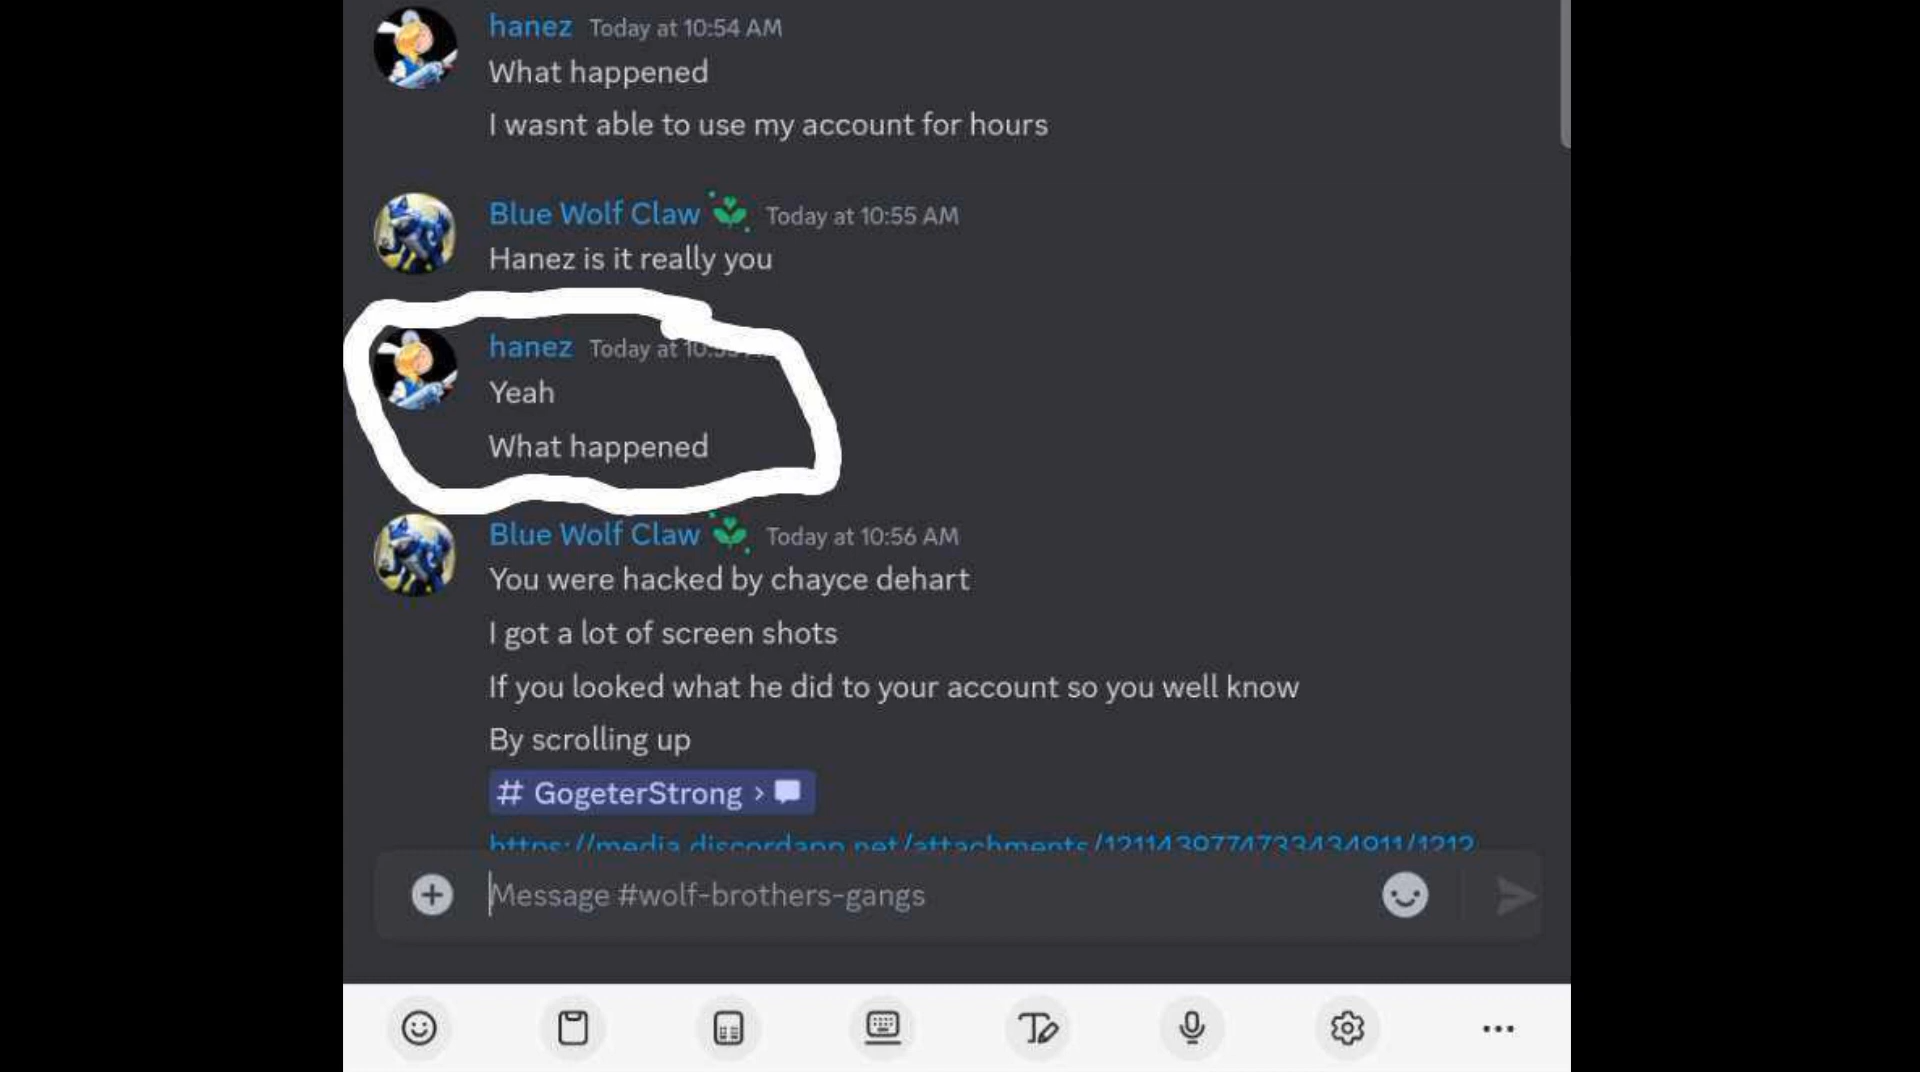 hanez Today at 10:54 AM
What happened
I wasnt able to use my account for hours
Blue Wolf Claw Today at 10:55 AM
Hanez is it really you
hanez Today at
Yeah
What happened
Blue Wolf Claw Today at 10:56 AM
You were hacked by chayce dehart
I got a lot of screen shots
If you looked what he did to your account so you well know
By scrolling up
# GogeterStrong >
https://media.discordapp.net/attachments/1211439774733434911/1212
Message #wolf-brothers-gangs